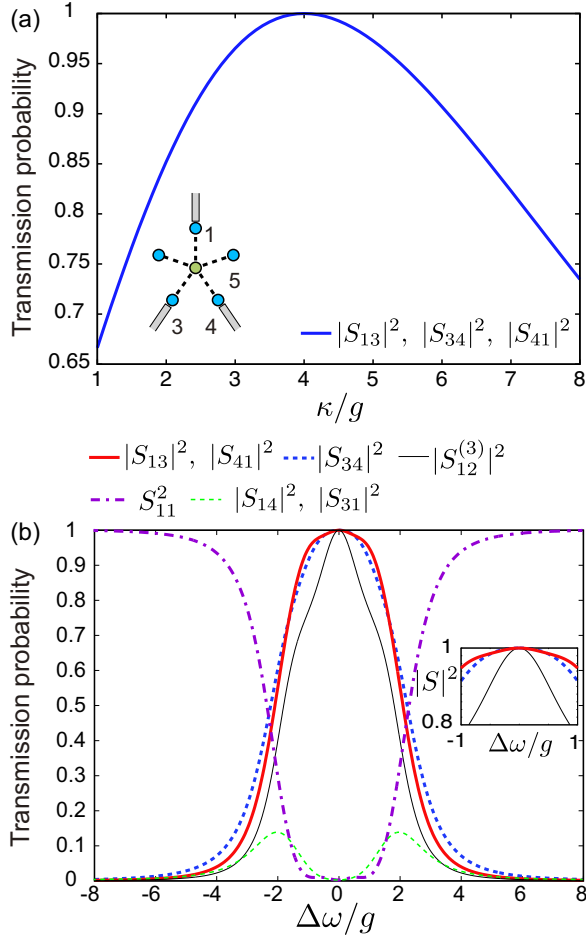 (a)
Transmission probability
1
0.95
0.9
0.85
0.8
0.75
0.7
0.65
1
5
3
4
|S₁₃|², |S₃₄|², |S₄₁|²
1 2 3 4 5 6 7 8
κ/g
|S₁₃|², |S₄₁|² |S₃₄|² |S₁₂⁽³⁾|²
S₁₁² |S₁₄|², |S₃₁|²
(b)
Transmission probability
1
0.9
0.8
0.7
0.6
0.5
0.4
0.3
0.2
0.1
0
1
|S|²
0.8
-1 1
Δω/g
-8 -6 -4 -2 0 2 4 6 8
Δω/g